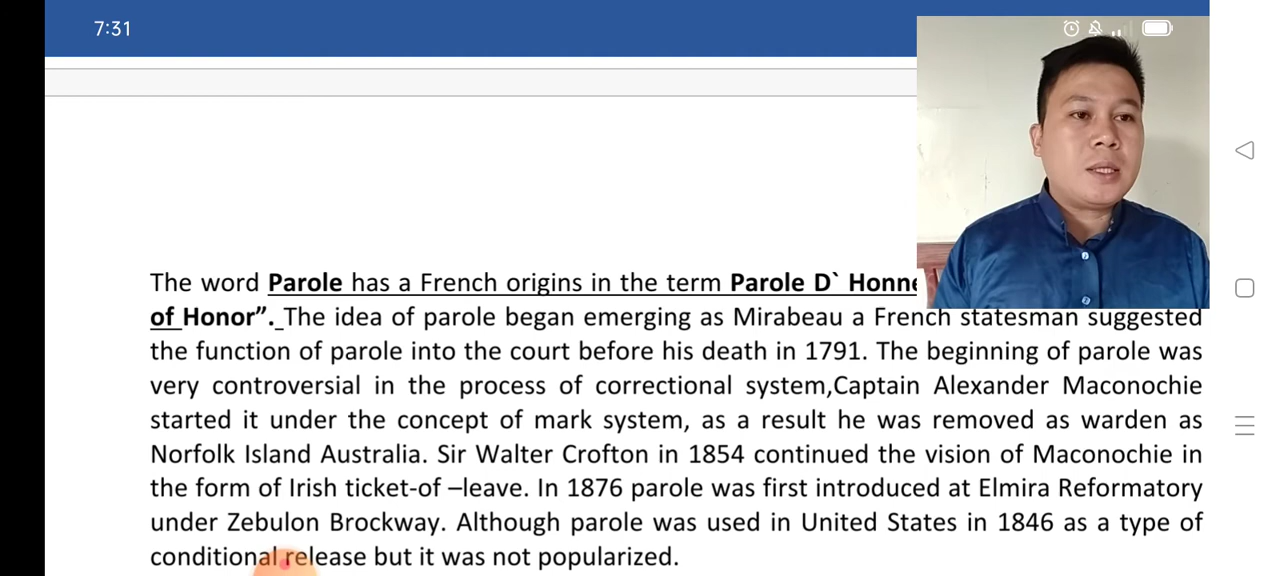 7:31
The word Parole has a French origins in the term Parole D` Honne
of Honor”. The idea of parole began emerging as Mirabeau a French statesman suggested
the function of parole into the court before his death in 1791. The beginning of parole was
very controversial in the process of correctional system,Captain Alexander Maconochie
started it under the concept of mark system, as a result he was removed as warden as
Norfolk Island Australia. Sir Walter Crofton in 1854 continued the vision of Maconochie in
the form of Irish ticket-of –leave. In 1876 parole was first introduced at Elmira Reformatory
under Zebulon Brockway. Although parole was used in United States in 1846 as a type of
conditional release but it was not popularized.